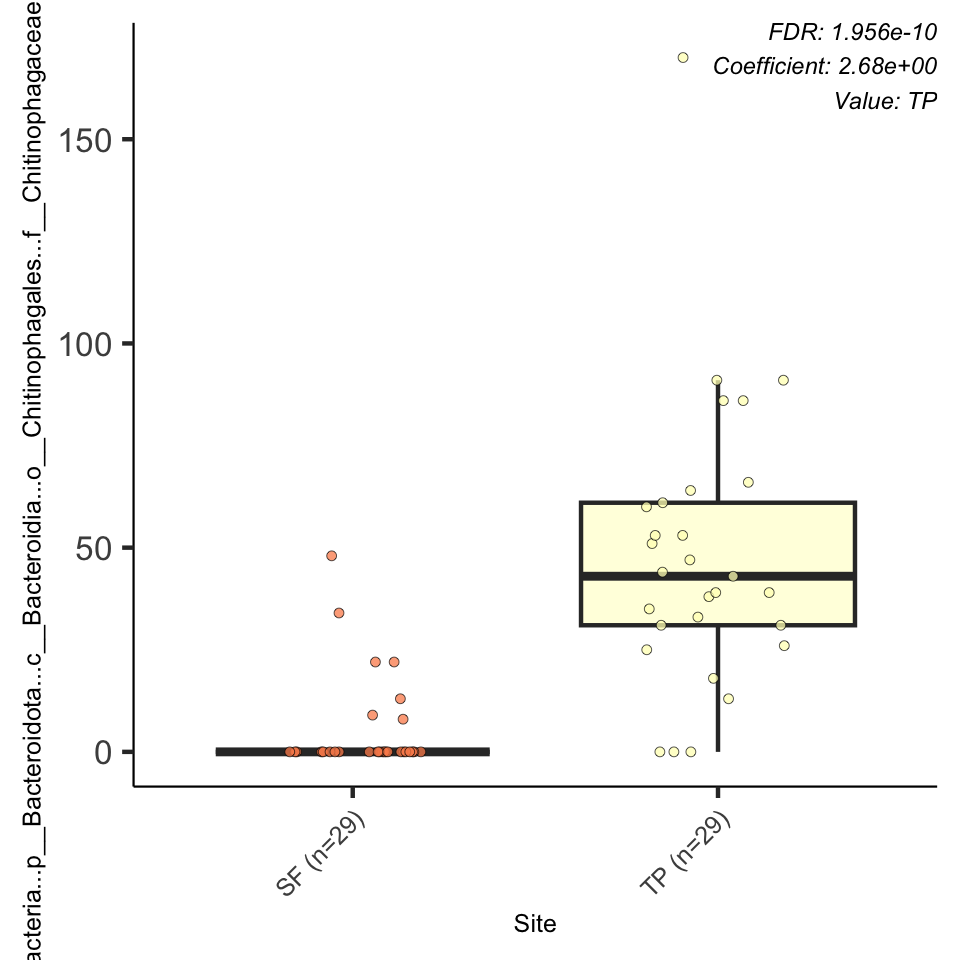 FDR: 1.956e-10
Coefficient: 2.68e+00
Value: TP
acteria...p__Bacteroidota...c__Bacteroidia...o__Chitinophagales...f__Chitinophagaceae
150
100
50
0
SF (n=29)
TP (n=29)
Site